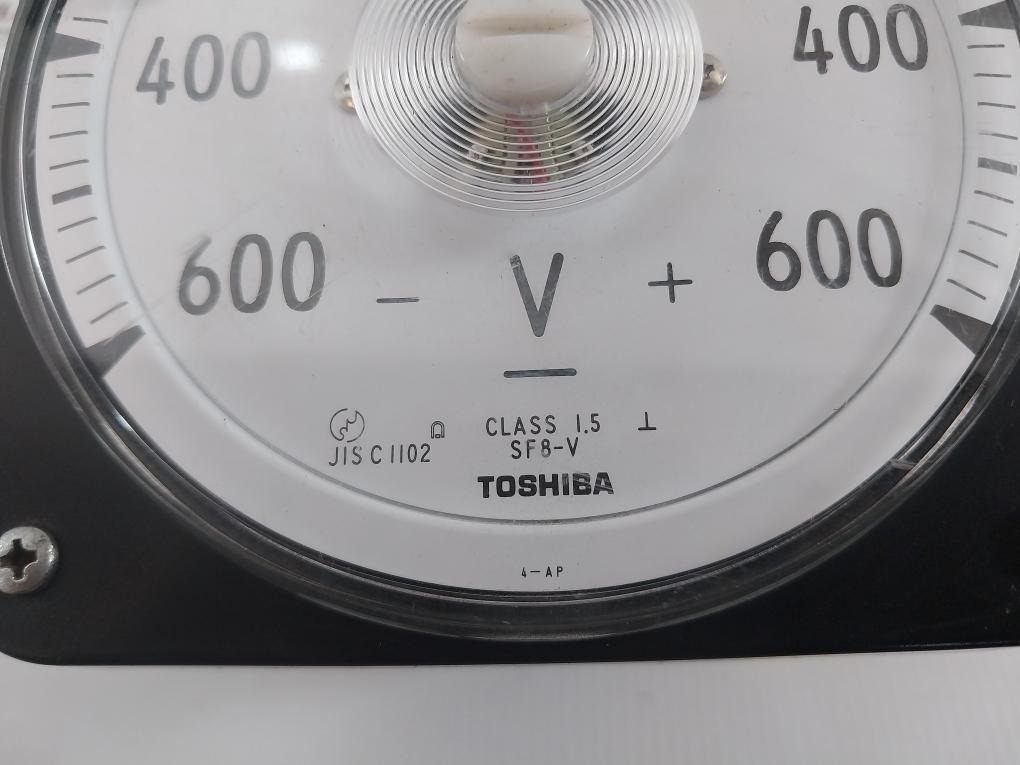 400 400
600 - V + 600
JIS C 1102
CLASS 1.5
SF8-V
TOSHIBA
4-AP